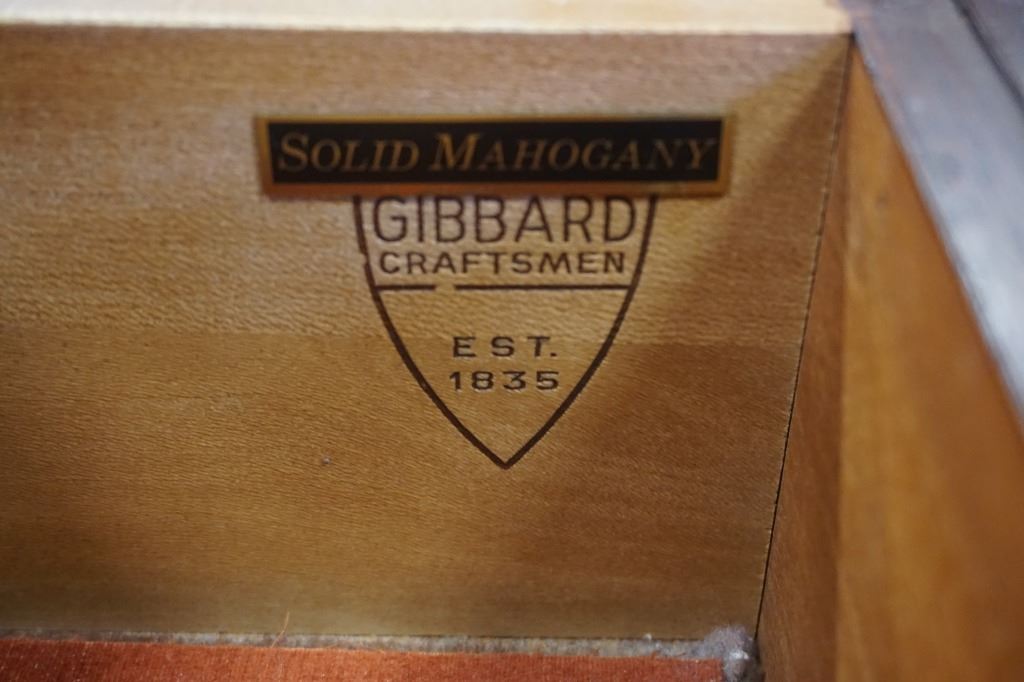 SOLID MAHOGANY
GIBBARD
CRAFTSMEN
EST.
1835